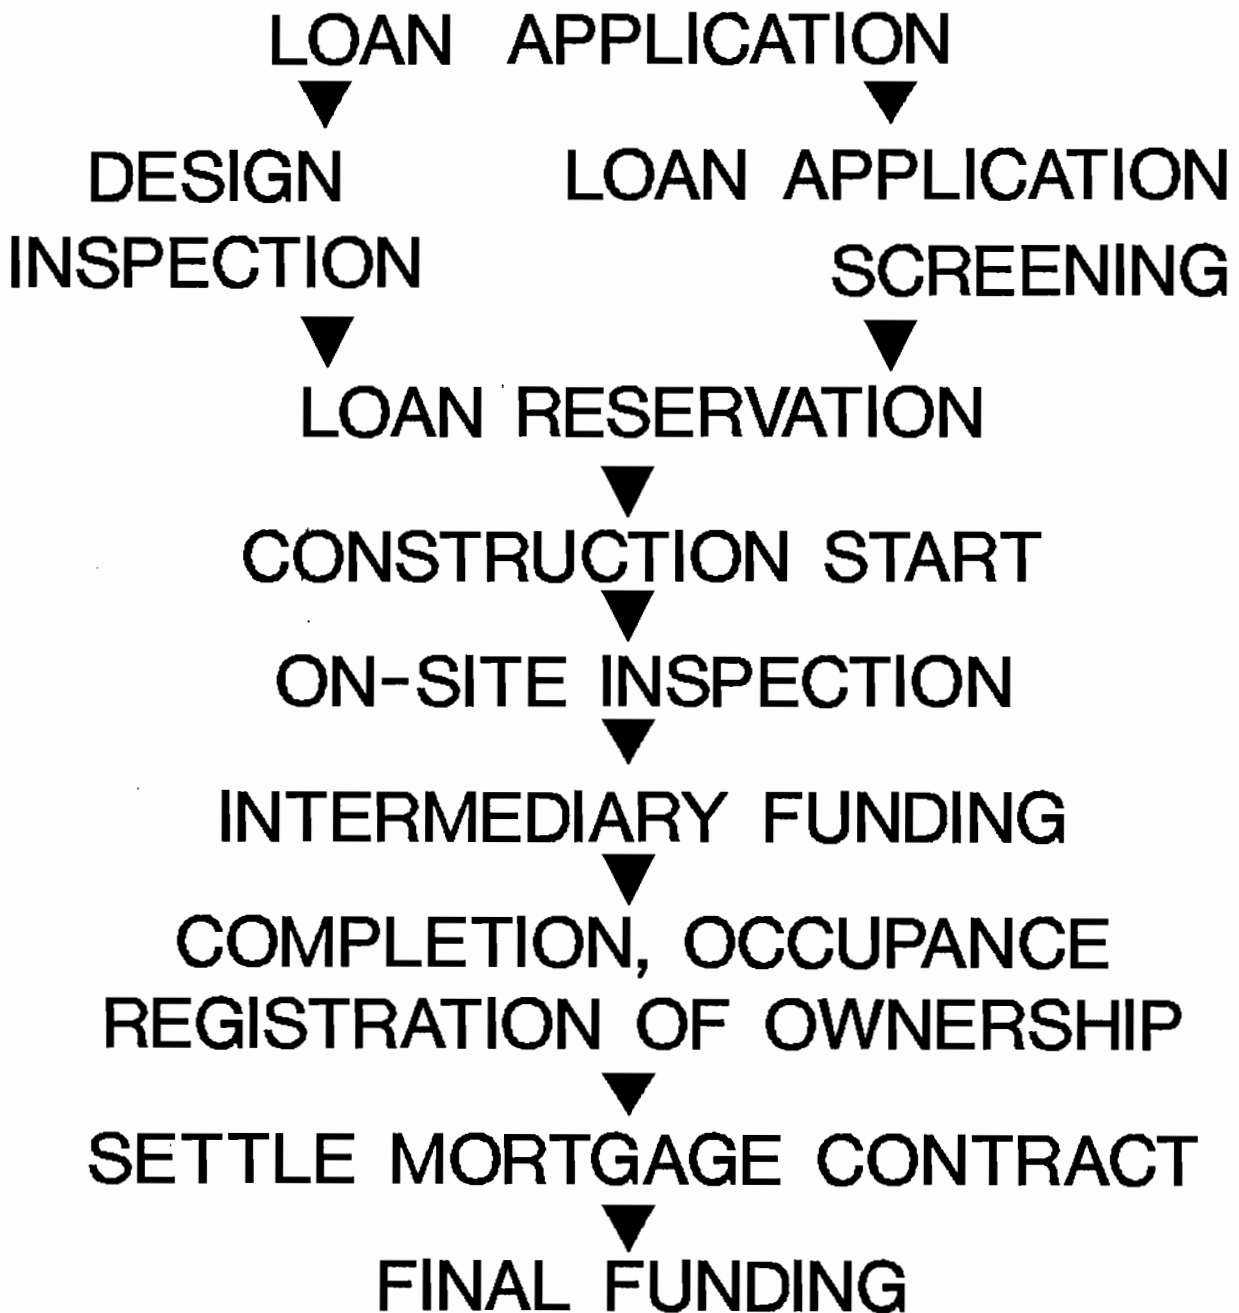 LOAN APPLICATION
DESIGN
INSPECTION
LOAN APPLICATION
SCREENING
LOAN RESERVATION
CONSTRUCTION START
ON-SITE INSPECTION
INTERMEDIARY FUNDING
COMPLETION, OCCUPANCE
REGISTRATION OF OWNERSHIP
SETTLE MORTGAGE CONTRACT
FINAL FUNDING